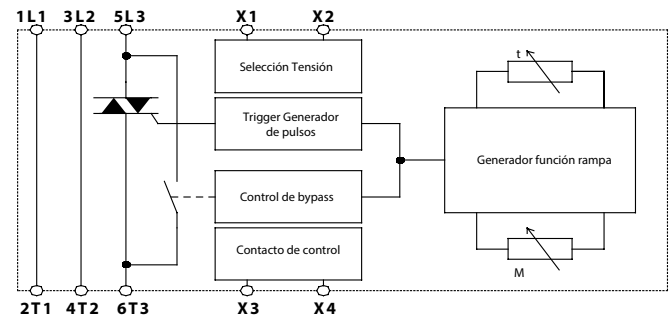 1L1 3L2 5L3 X1 X2
Selección Tensión
t
Trigger Generador
de pulsos
Generador función rampa
Control de bypass
Contacto de control
M
2T1 4T2 6T3 X3 X4